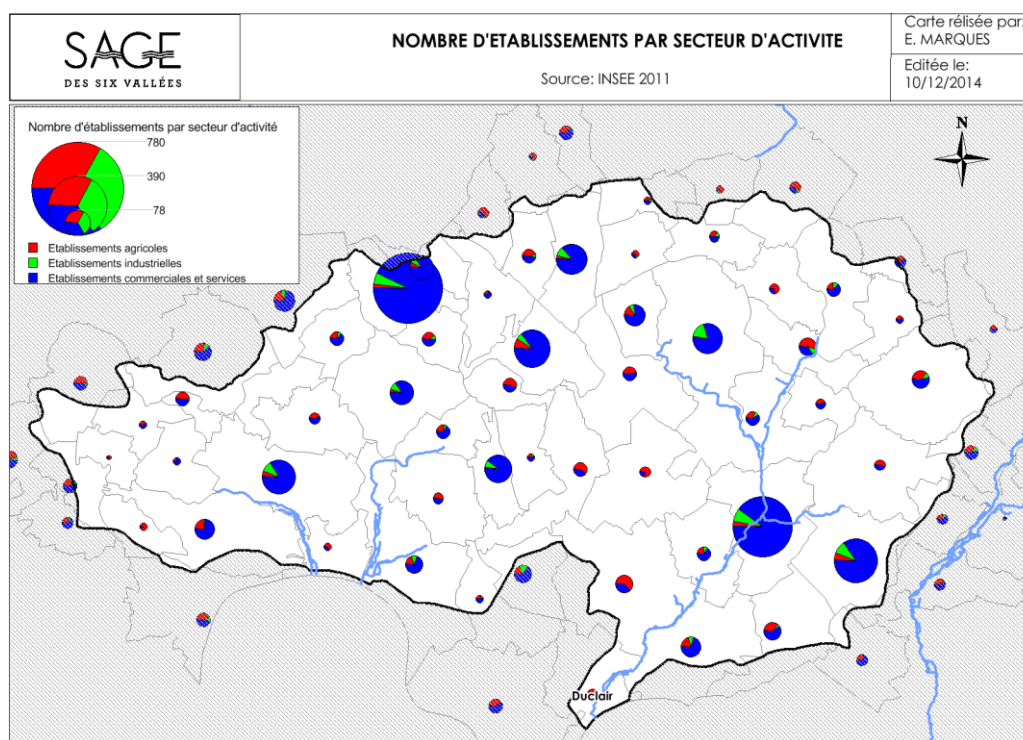 SAGE
DES SIX VALLÉES
NOMBRE D'ETABLISSEMENTS PAR SECTEUR D'ACTIVITE
Source: INSEE 2011
Carte rélisée par:
E. MARQUES
Editée le:
10/12/2014
Nombre d'établissements par secteur d'activité
780
390
78
Etablissements agricoles
Etablissements industrielles
Etablissements commerciales et services
N
Duclair